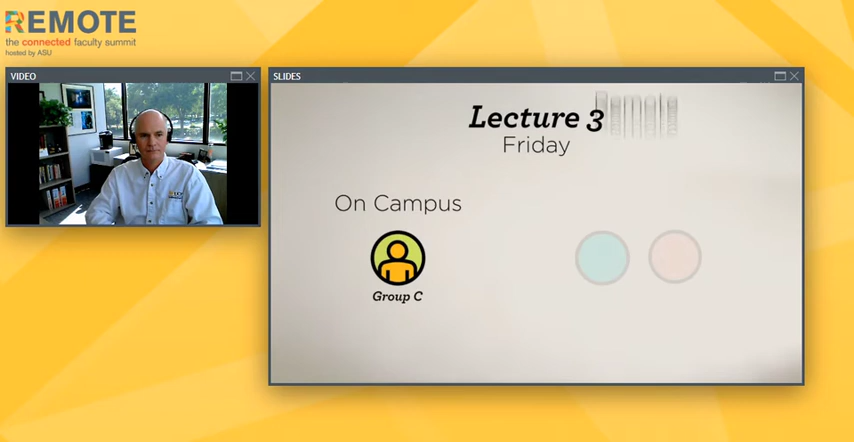 REMOTE
the connected faculty summit
hosted by ASU
VIDEO
SLIDES
Lecture 3
Friday
On Campus
Group C